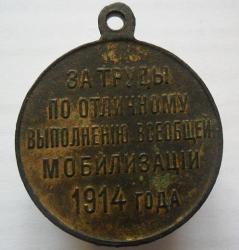 ЗА ТРУДЫ
ПО ОТЛИЧНОМУ
ВЫПОЛНЕНІЮ ВСЕОБЩЕЙ
МОБИЛИЗАЦІИ
1914 ГОДА